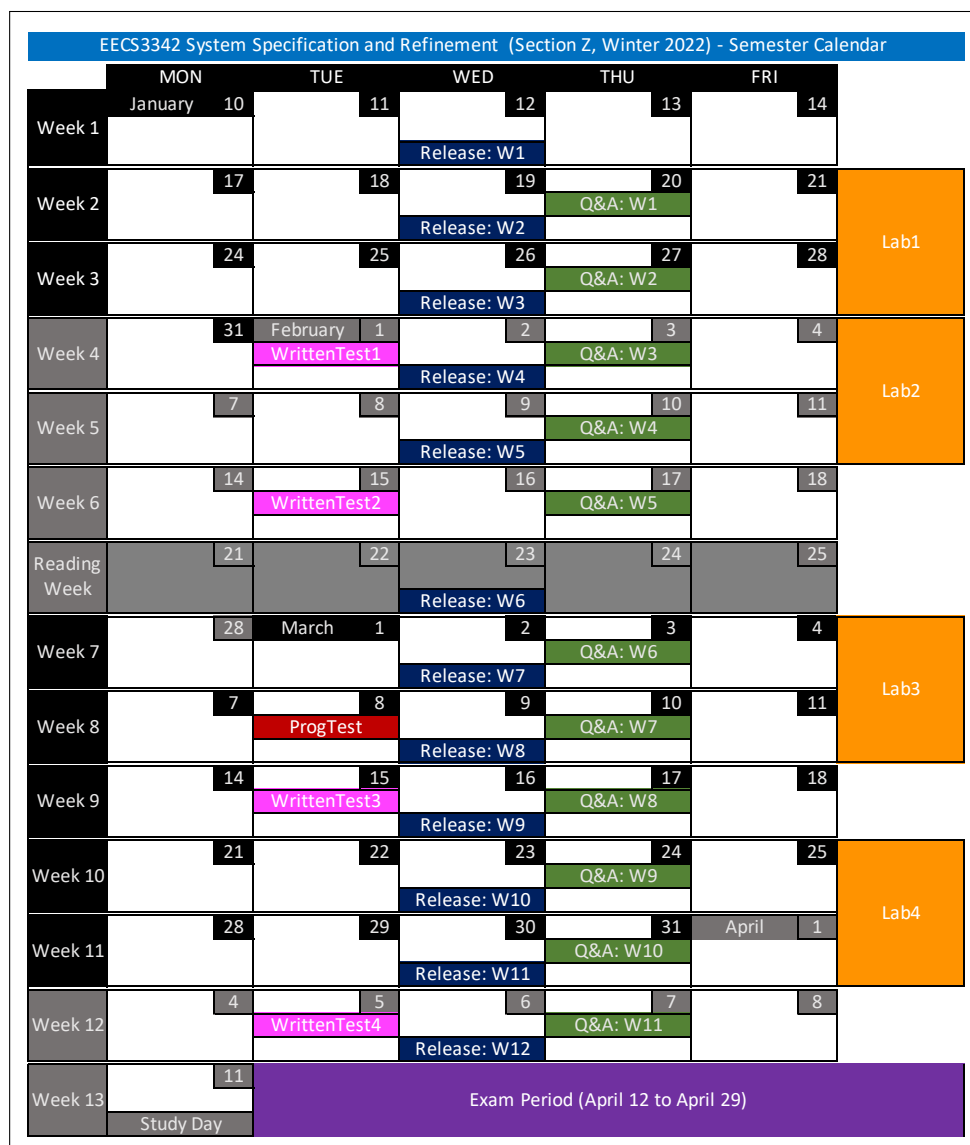 EECS3342 System Specification and Refinement (Section Z, Winter 2022) - Semester Calendar
MON TUE WED THU FRI
January 10 11 12 13 14
Week 1
Release: W1
17 18 19 20 21
Week 2 Q&A: W1
Release: W2
Lab1
24 25 26 27 28
Week 3 Q&A: W2
Release: W3
31 February 1 2 3 4
Week 4 WrittenTest1 Q&A: W3
Release: W4
Lab2
7 8 9 10 11
Week 5 Q&A: W4
Release: W5
14 15 16 17 18
Week 6 WrittenTest2 Q&A: W5
21 22 23 24 25
Reading
Week
Release: W6
28 March 1 2 3 4
Week 7 Q&A: W6
Release: W7
Lab3
7 8 9 10 11
Week 8 ProgTest Q&A: W7
Release: W8
14 15 16 17 18
Week 9 WrittenTest3 Q&A: W8
Release: W9
21 22 23 24 25
Week 10 Q&A: W9
Release: W10
Lab4
28 29 30 31 April 1
Week 11 Q&A: W10
Release: W11
4 5 6 7 8
Week 12 WrittenTest4 Q&A: W11
Release: W12
11
Week 13 Exam Period (April 12 to April 29)
Study Day